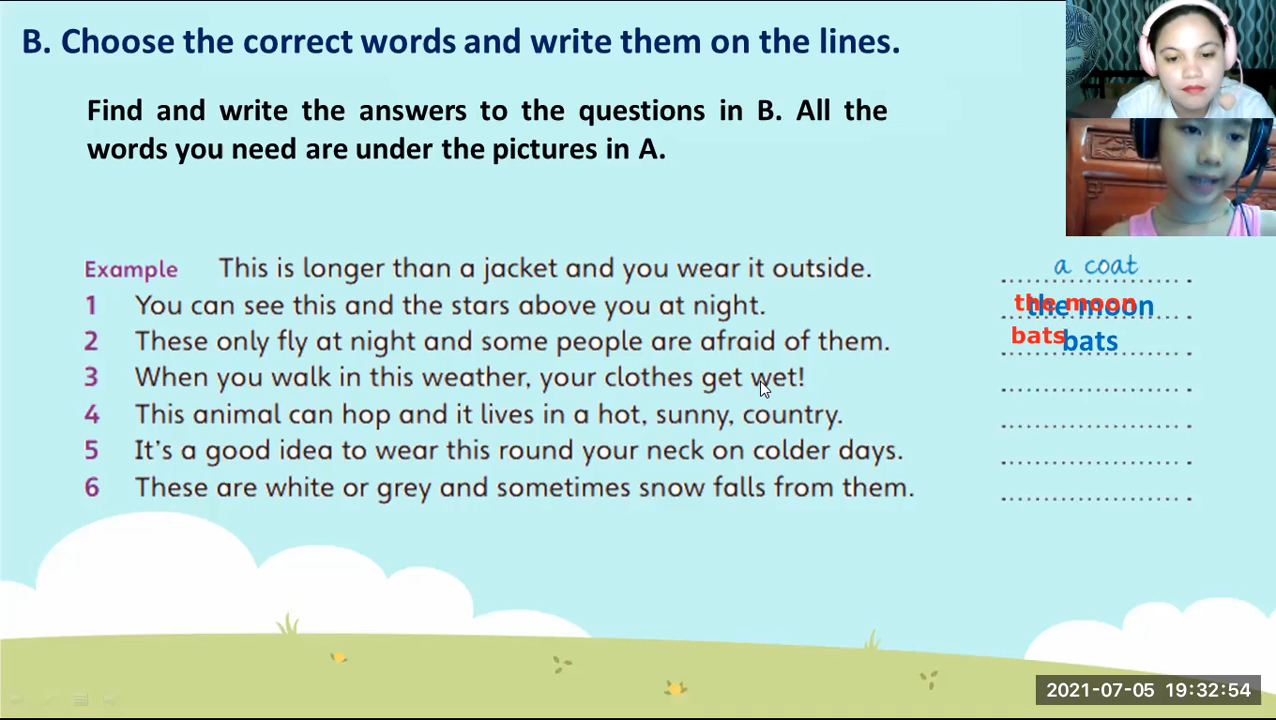 B. Choose the correct words and write them on the lines.
Find and write the answers to the questions in B. All the
words you need are under the pictures in A.
Example This is longer than a jacket and you wear it outside. a coat
1 You can see this and the stars above you at night. the moon the moon
2 These only fly at night and some people are afraid of them. bats bats
3 When you walk in this weather, your clothes get wet!
4 This animal can hop and it lives in a hot, sunny, country.
5 It's a good idea to wear this round your neck on colder days.
6 These are white or grey and sometimes snow falls from them.
2021-07-05 19:32:54